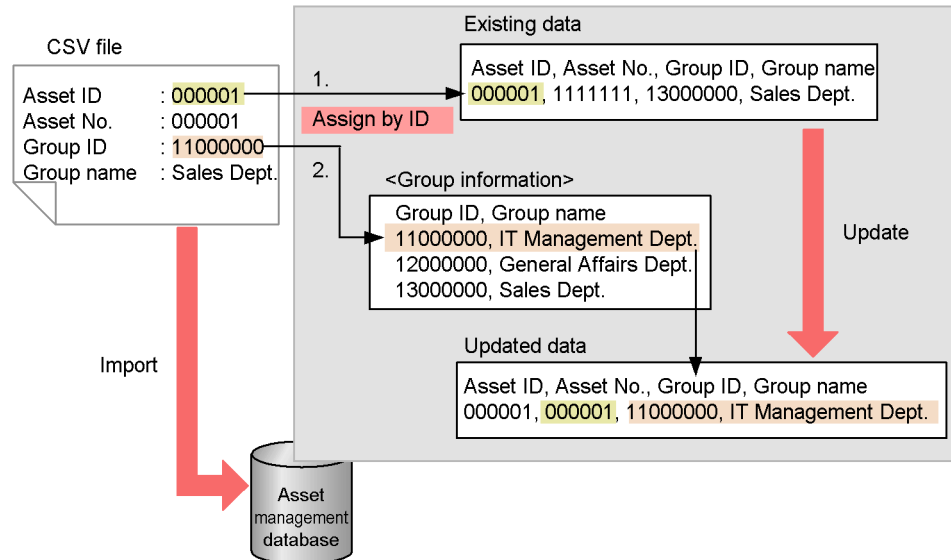 CSV file
Asset ID : 000001
Asset No. : 000001
Group ID : 11000000
Group name : Sales Dept.
1.
Assign by ID
2.
Existing data
Asset ID, Asset No., Group ID, Group name
000001, 1111111, 13000000, Sales Dept.
<Group information>
Group ID, Group name
11000000, IT Management Dept.
12000000, General Affairs Dept.
13000000, Sales Dept.
Update
Import
Updated data
Asset ID, Asset No., Group ID, Group name
000001, 000001, 11000000, IT Management Dept.
Asset
management
database